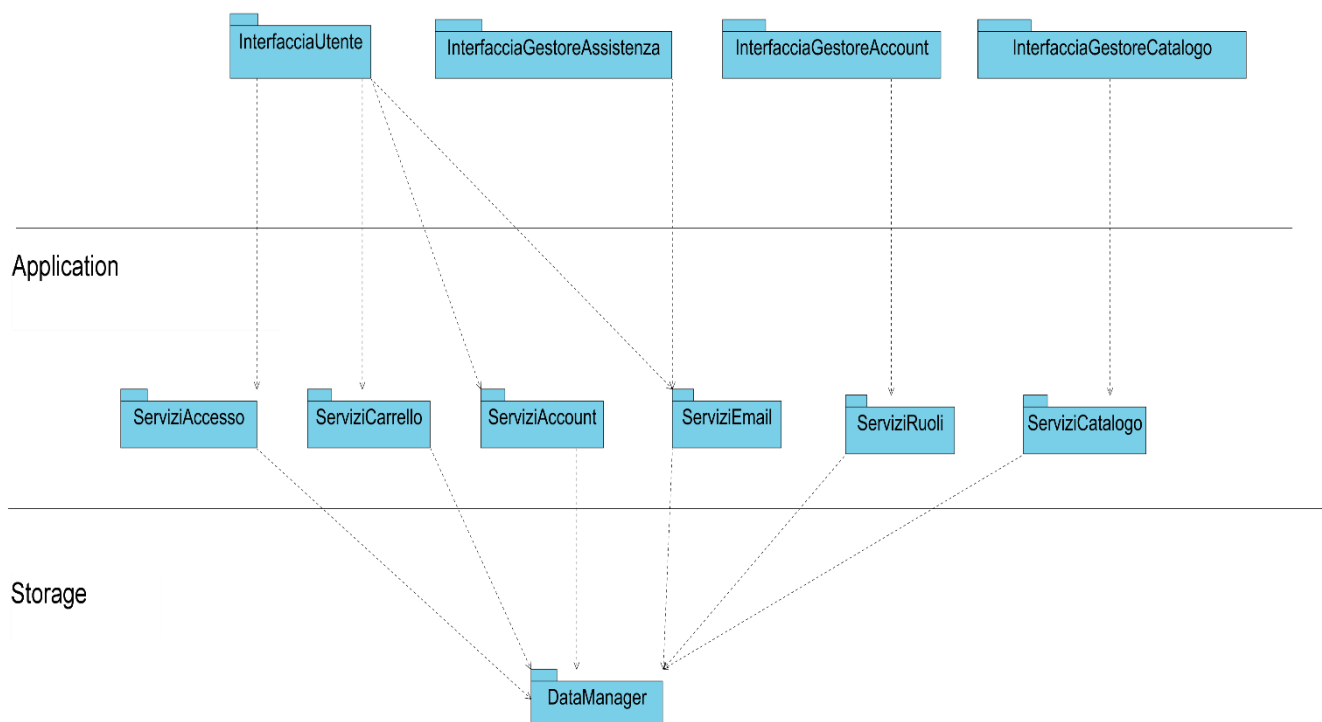 InterfacciaUtente
InterfacciaGestoreAssistenza
InterfacciaGestoreAccount
InterfacciaGestoreCatalogo
Application
ServiziAccesso
ServiziCarrello
ServiziAccount
ServiziEmail
ServiziRuoli
ServiziCatalogo
Storage
DataManager